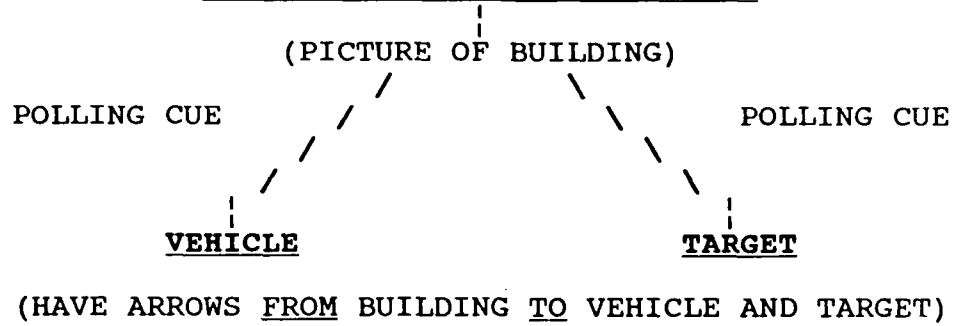 (PICTURE OF BUILDING)
POLLING CUE POLLING CUE
VEHICLE TARGET
(HAVE ARROWS FROM BUILDING TO VEHICLE AND TARGET)